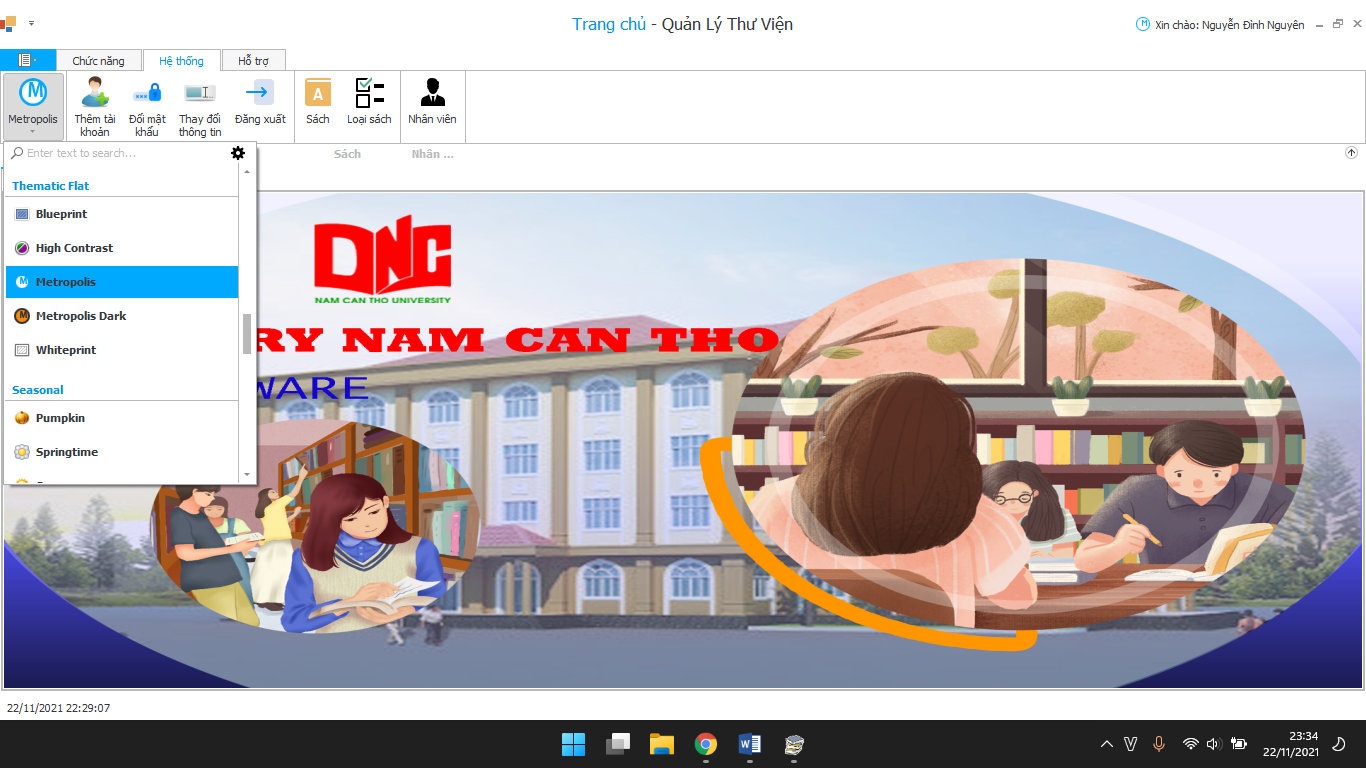 Trang chủ - Quản Lý Thư Viện
Xin chào: Nguyễn Đình Nguyên
Chức năng
Hệ thống
Hỗ trợ
Metropolis
Thêm tài khoản
Đổi mật khẩu
Thay đổi thông tin
Đăng xuất
Sách
Loại sách
Nhân viên
Enter text to search...
Sách
Nhân ...
Thematic Flat
Blueprint
High Contrast
Metropolis
Metropolis Dark
Whiteprint
Seasonal
Pumpkin
Springtime
DNC
NAM CAN THO UNIVERSITY
RY NAM CAN THO
WARE
22/11/2021 22:29:07
23:34
22/11/2021